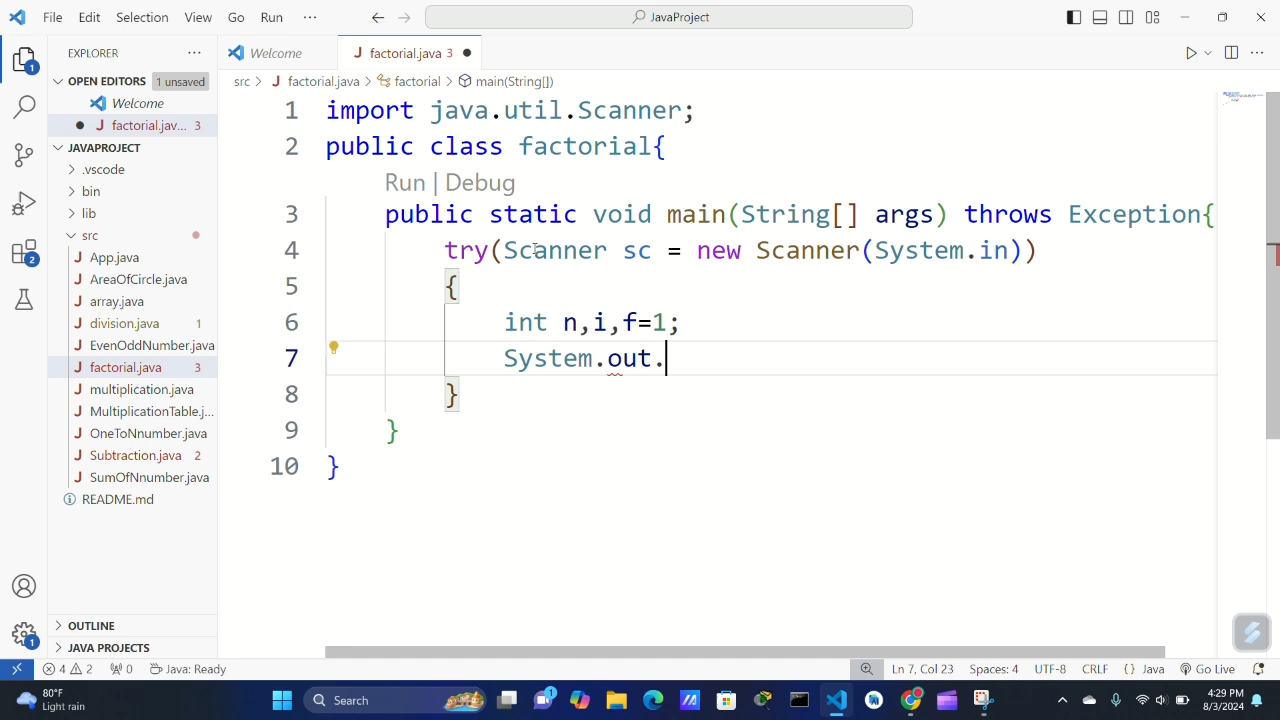 File Edit Selection View Go Run ··· JavaProject
EXPLORER ···
OPEN EDITORS 1 unsaved
Welcome
J factorial.jav... 3
JAVAPROJECT
.vscode
bin
lib
src
J App.java
J AreaOfCircle.java
J array.java
J division.java 1
J EvenOddNumber.java
J factorial.java 3
J multiplication.java
J MultiplicationTable.j...
J OneToNnumber.java
J Subtraction.java 2
J SumOfNnumber.java
README.md
OUTLINE
JAVA PROJECTS
1
2
1
Welcome J factorial.java 3
src > J factorial.java > factorial > main(String[])
1 import java.util.Scanner;
2 public class factorial{
Run | Debug
3 public static void main(String[] args) throws Exception{
4 try(Scanner sc = new Scanner(System.in))
5 {
6 int n,i,f=1;
7 System.out.
8 }
9 }
10 }
4 2 0 Java: Ready Ln 7, Col 23 Spaces: 4 UTF-8 CRLF {} Java Go Live
80°F
Light rain
Search
1
4:29 PM
8/3/2024